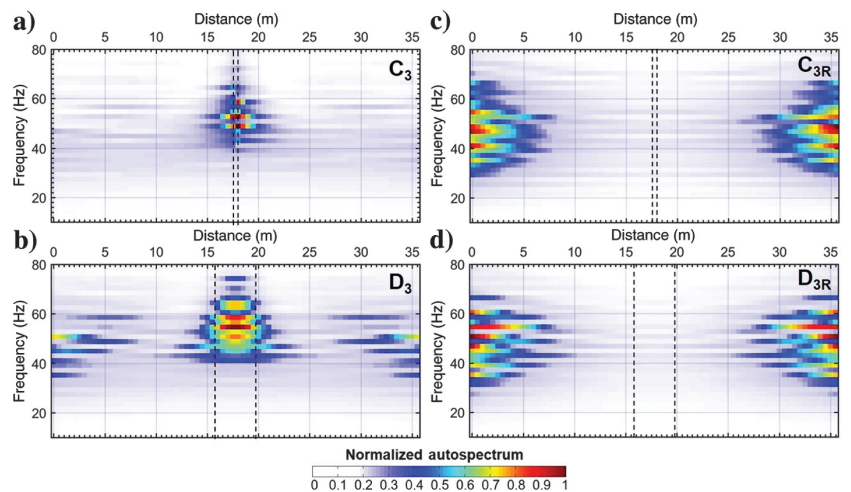 a)
Distance (m)
0 5 10 15 20 25 30 35
80
60
40
20
Frequency (Hz)
C3
c)
Distance (m)
0 5 10 15 20 25 30 35
80
60
40
20
Frequency (Hz)
C3R
b)
Distance (m)
0 5 10 15 20 25 30 35
80
60
40
20
Frequency (Hz)
D3
d)
Distance (m)
0 5 10 15 20 25 30 35
80
60
40
20
Frequency (Hz)
D3R
Normalized autospectrum
0 0.1 0.2 0.3 0.4 0.5 0.6 0.7 0.8 0.9 1